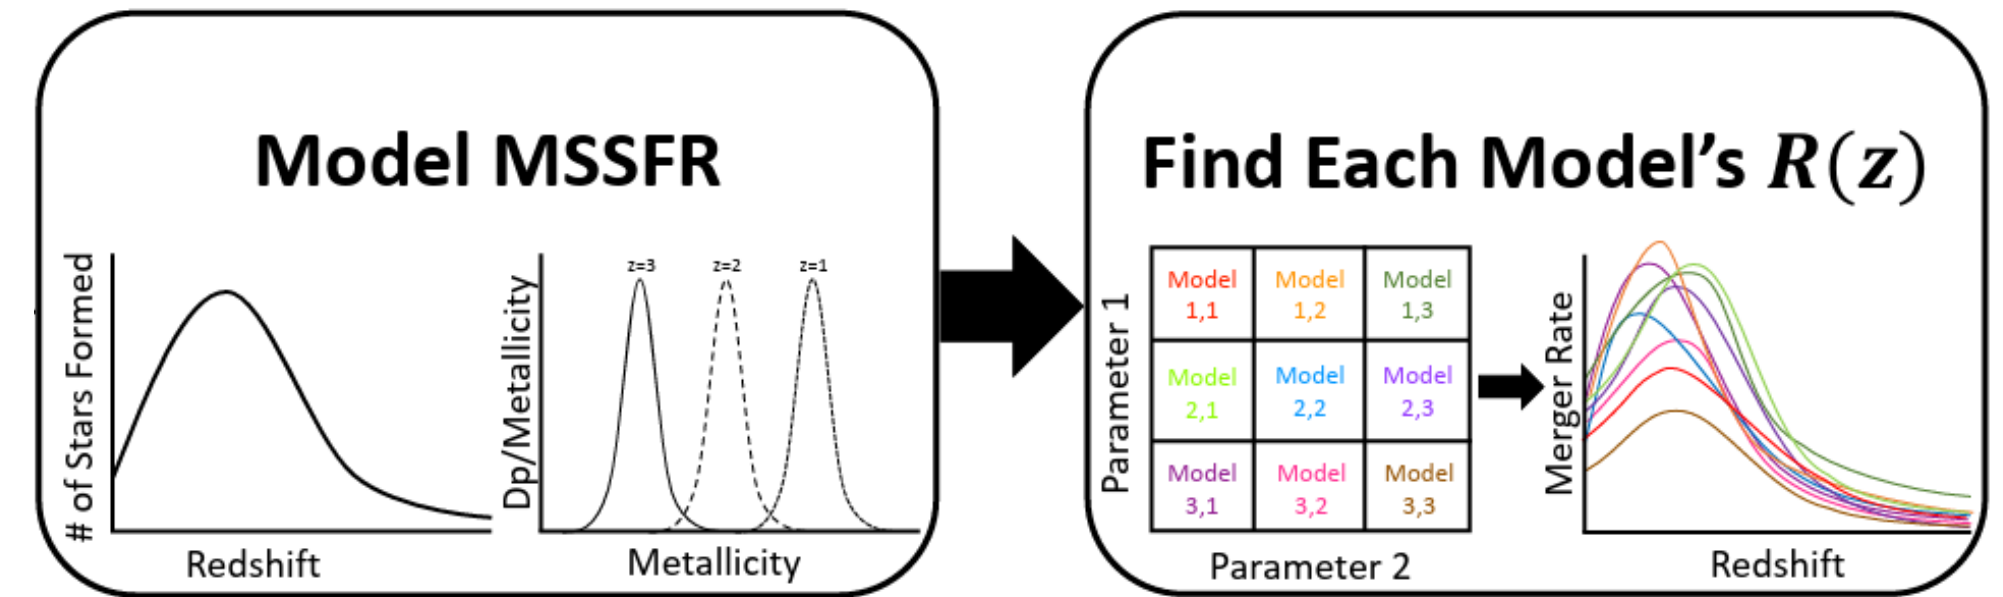 Model MSSFR
# of Stars Formed
Redshift
Dp/Metallicity
z=3
z=2
z=1
Metallicity
Find Each Model's R(z)
Parameter 1
Model
1,1
Model
1,2
Model
1,3
Model
2,1
Model
2,2
Model
2,3
Model
3,1
Model
3,2
Model
3,3
Parameter 2
Merger Rate
Redshift